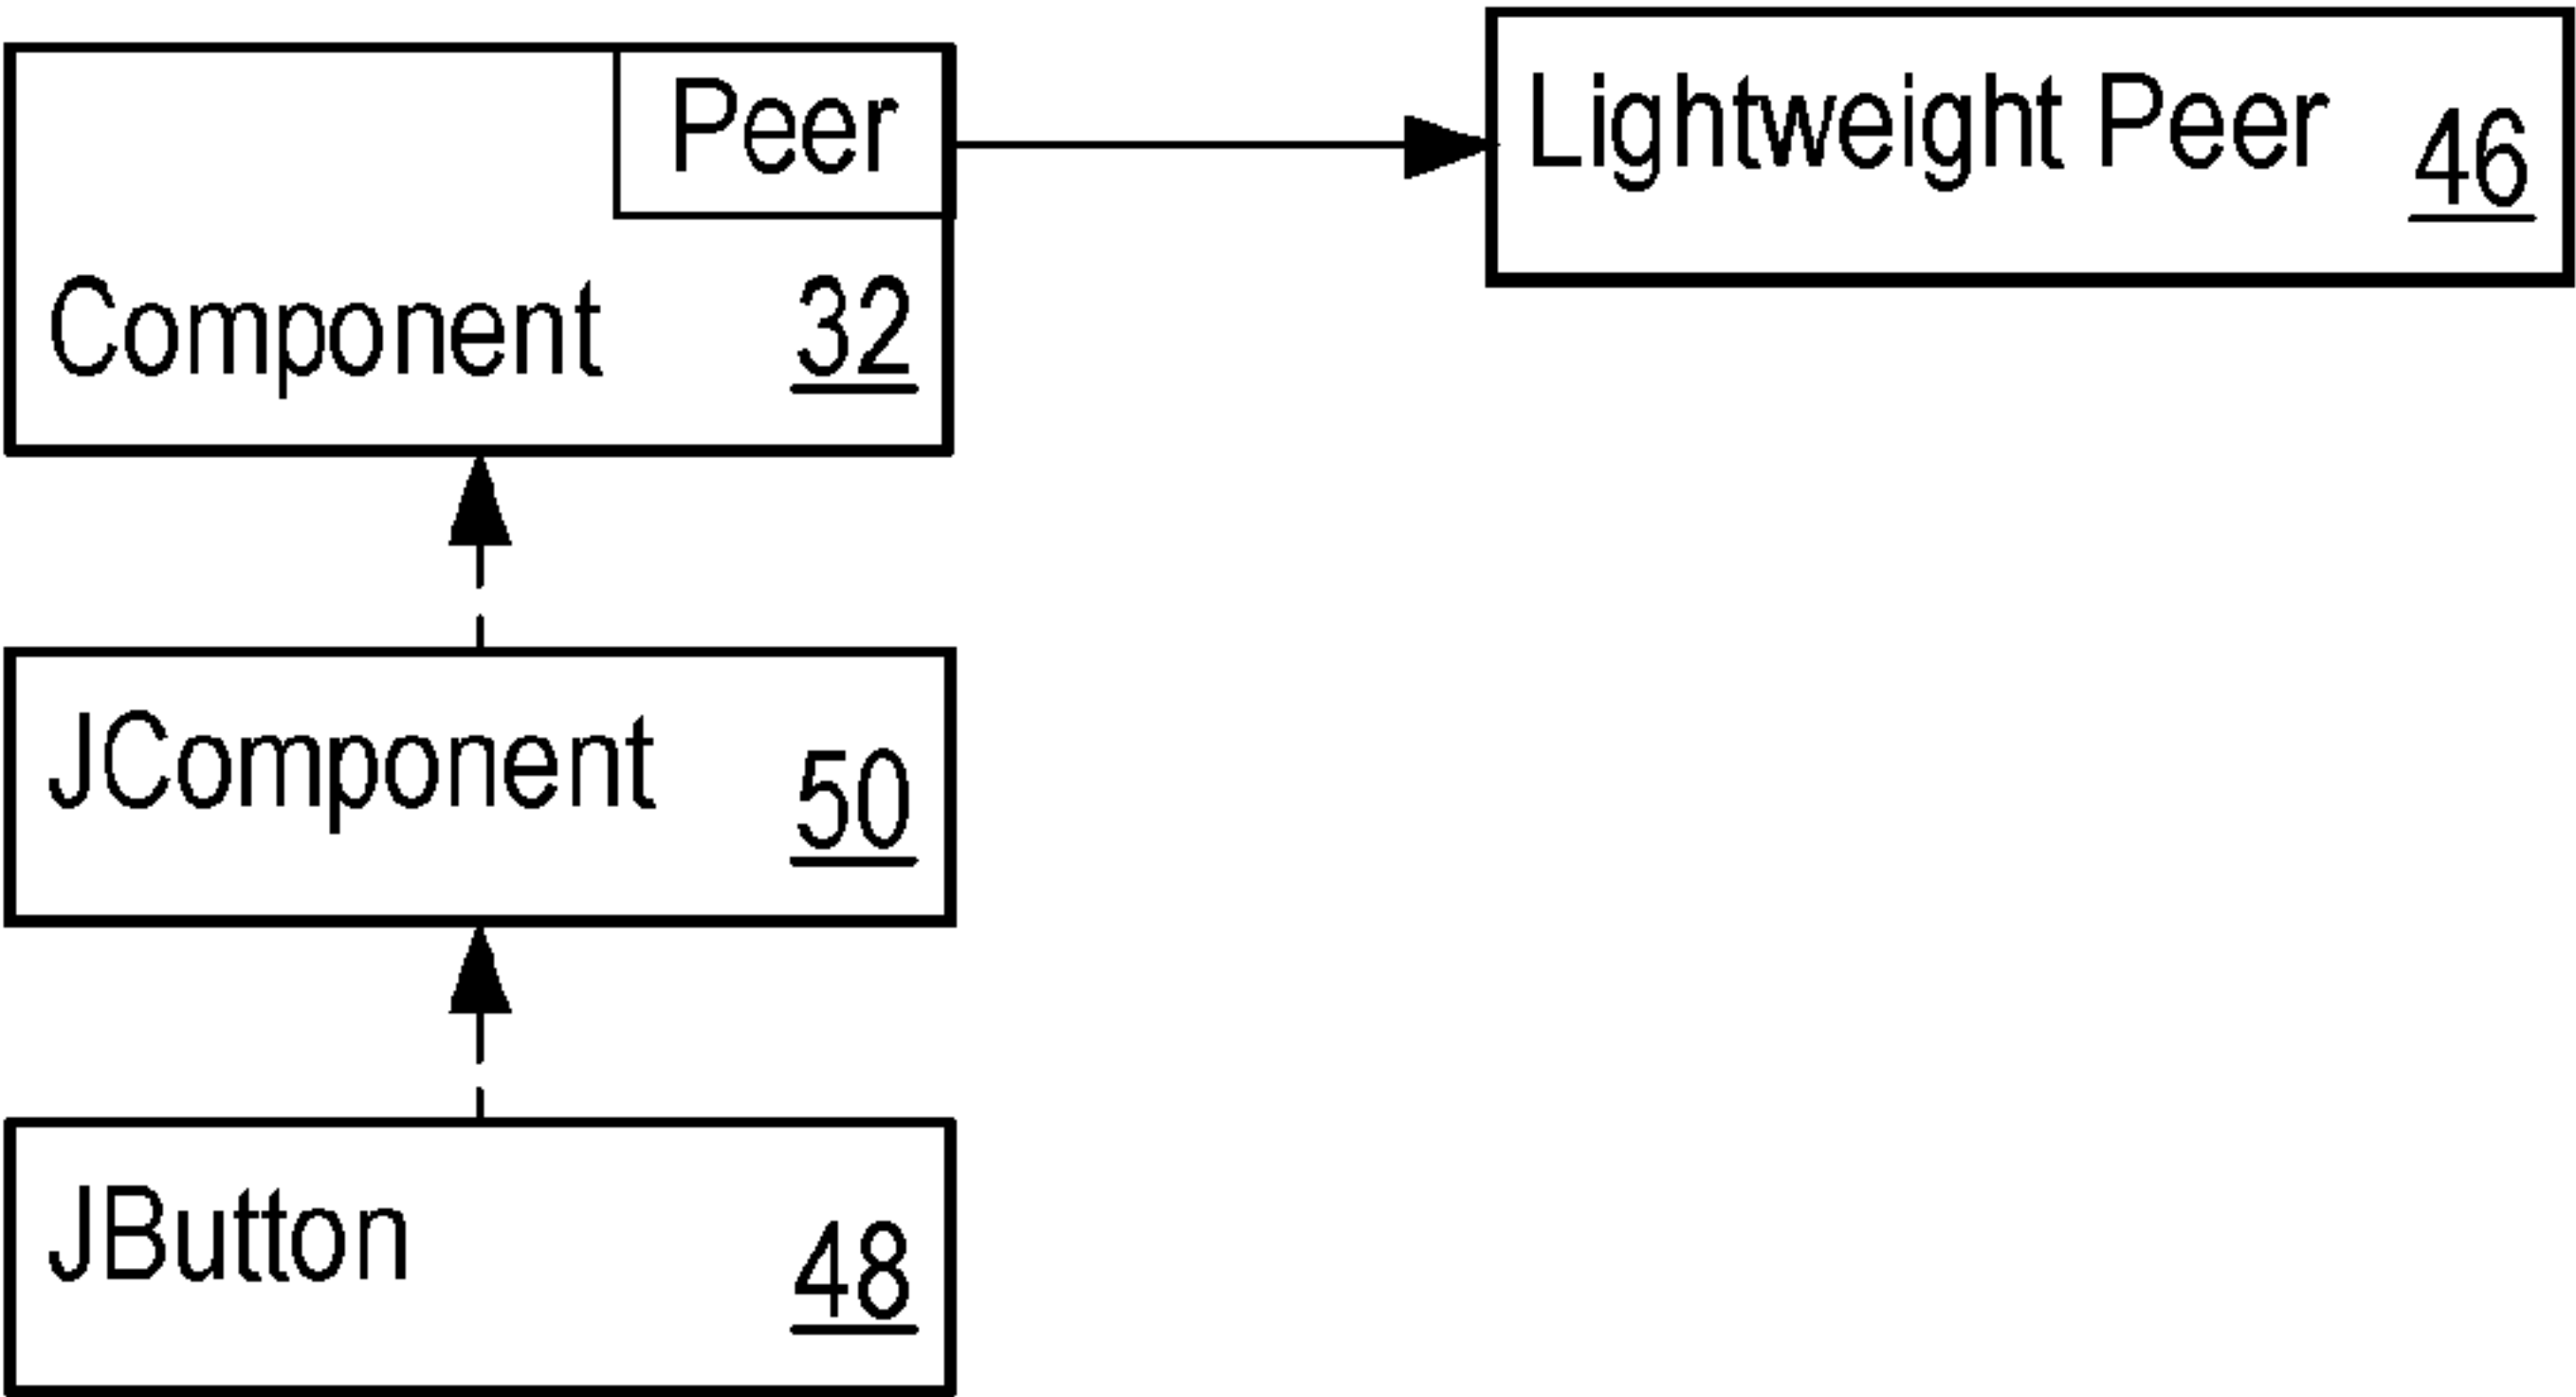 Peer
Component 32
Lightweight Peer 46
JComponent 50
JButton 48